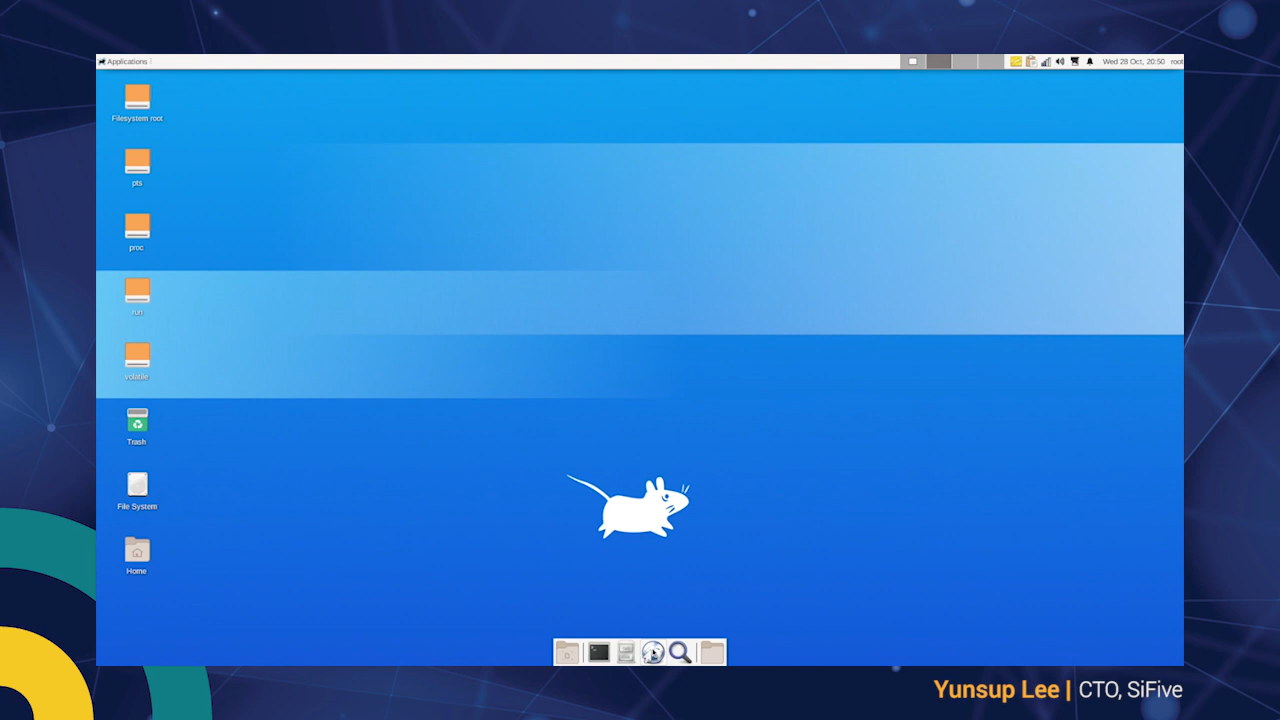 Applications
Wed 28 Oct, 20:50 root
Filesystem root
pts
proc
run
volatile
Trash
File System
Home
Yunsup Lee | CTO, SiFive